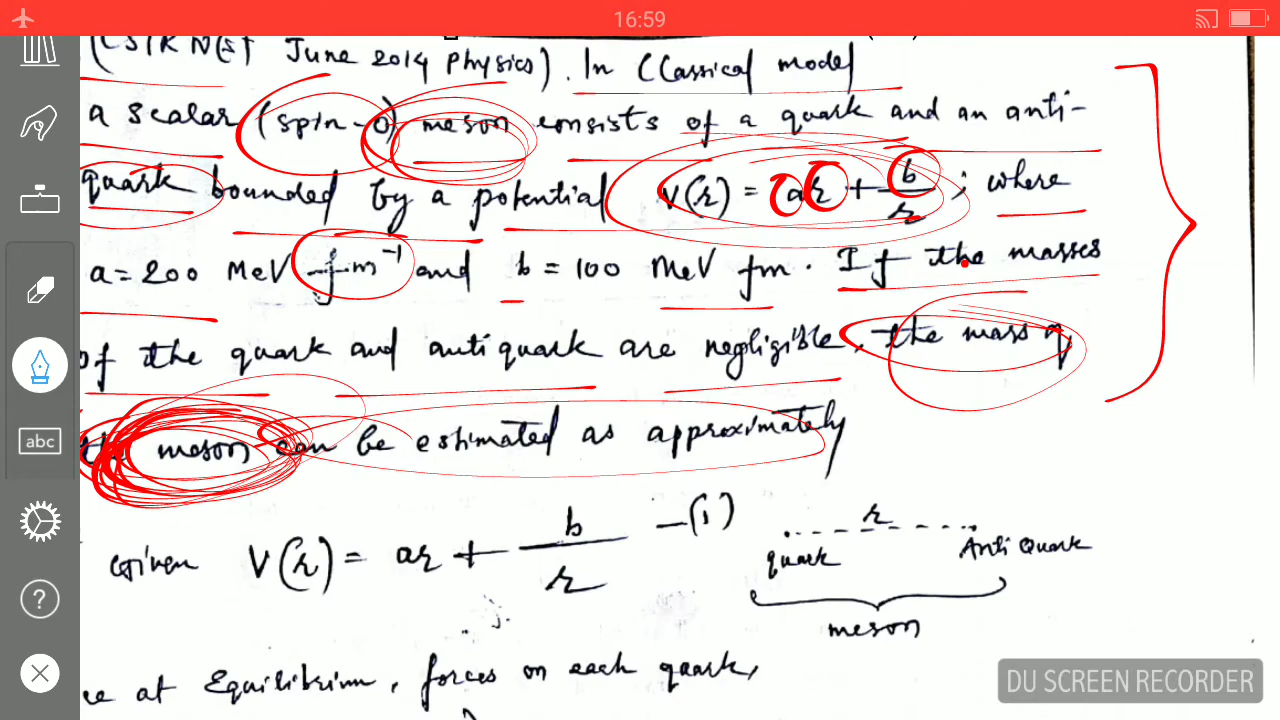 16:59
(CSIR NET June 2014 Physics). In Classical model
a scalar (spin-0) meson consists of a quark and an anti-
quark bounded by a potential V(r) = ar + b/r ; where
a = 200 MeV fm⁻¹ and b = 100 MeV fm. If the masses
of the quark and antiquark are negligible, the mass of
the meson can be estimated as approximately
Given V(r) = ar + b/r —(1)
r
quark Anti Quark
meson
at Equilibrium, forces on each quark,
abc
?
DU SCREEN RECORDER